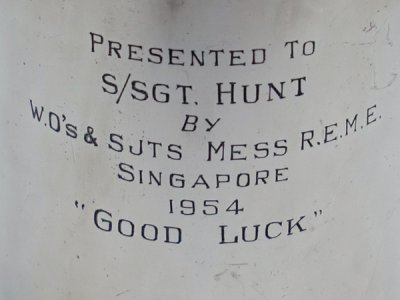 PRESENTED TO
S/SGT. HUNT
BY
W.O's & SJTS MESS R.E.M.E.
SINGAPORE
1954
"GOOD LUCK"